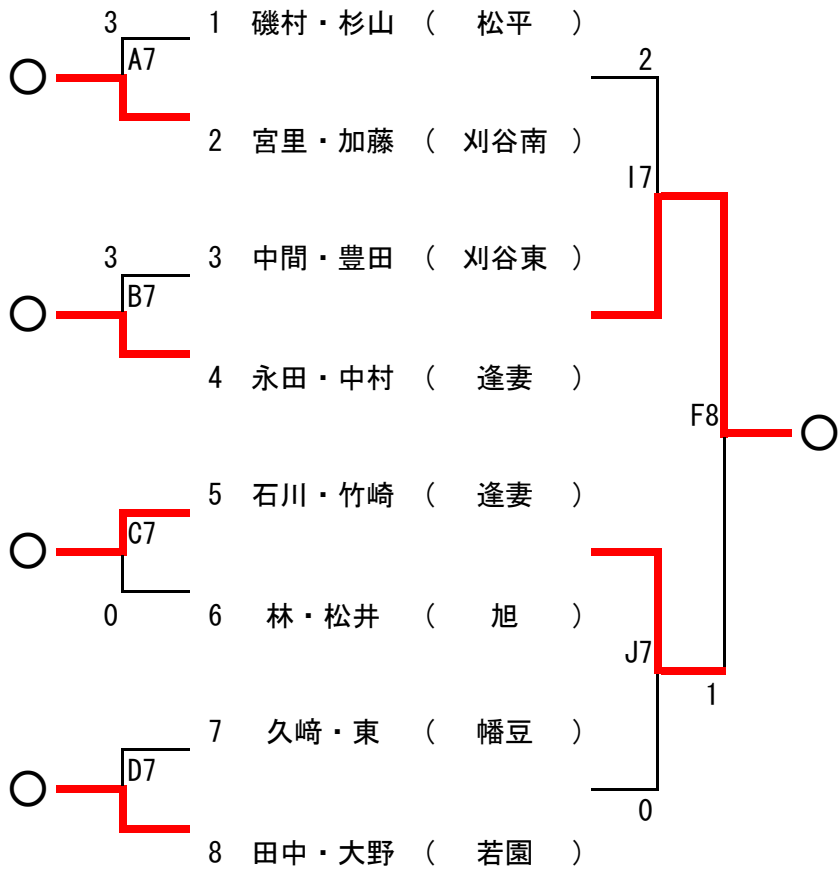 3 1 磯村・杉山 ( 松平 )
A7 2
2 宮里・加藤 ( 刈谷南 )
I7
3 3 中間・豊田 ( 刈谷東 )
B7
4 永田・中村 ( 逢妻 )
F8
5 石川・竹崎 ( 逢妻 )
C7
0 6 林・松井 ( 旭 )
J7
1
7 久﨑・東 ( 幡豆 )
D7
0
8 田中・大野 ( 若園 )